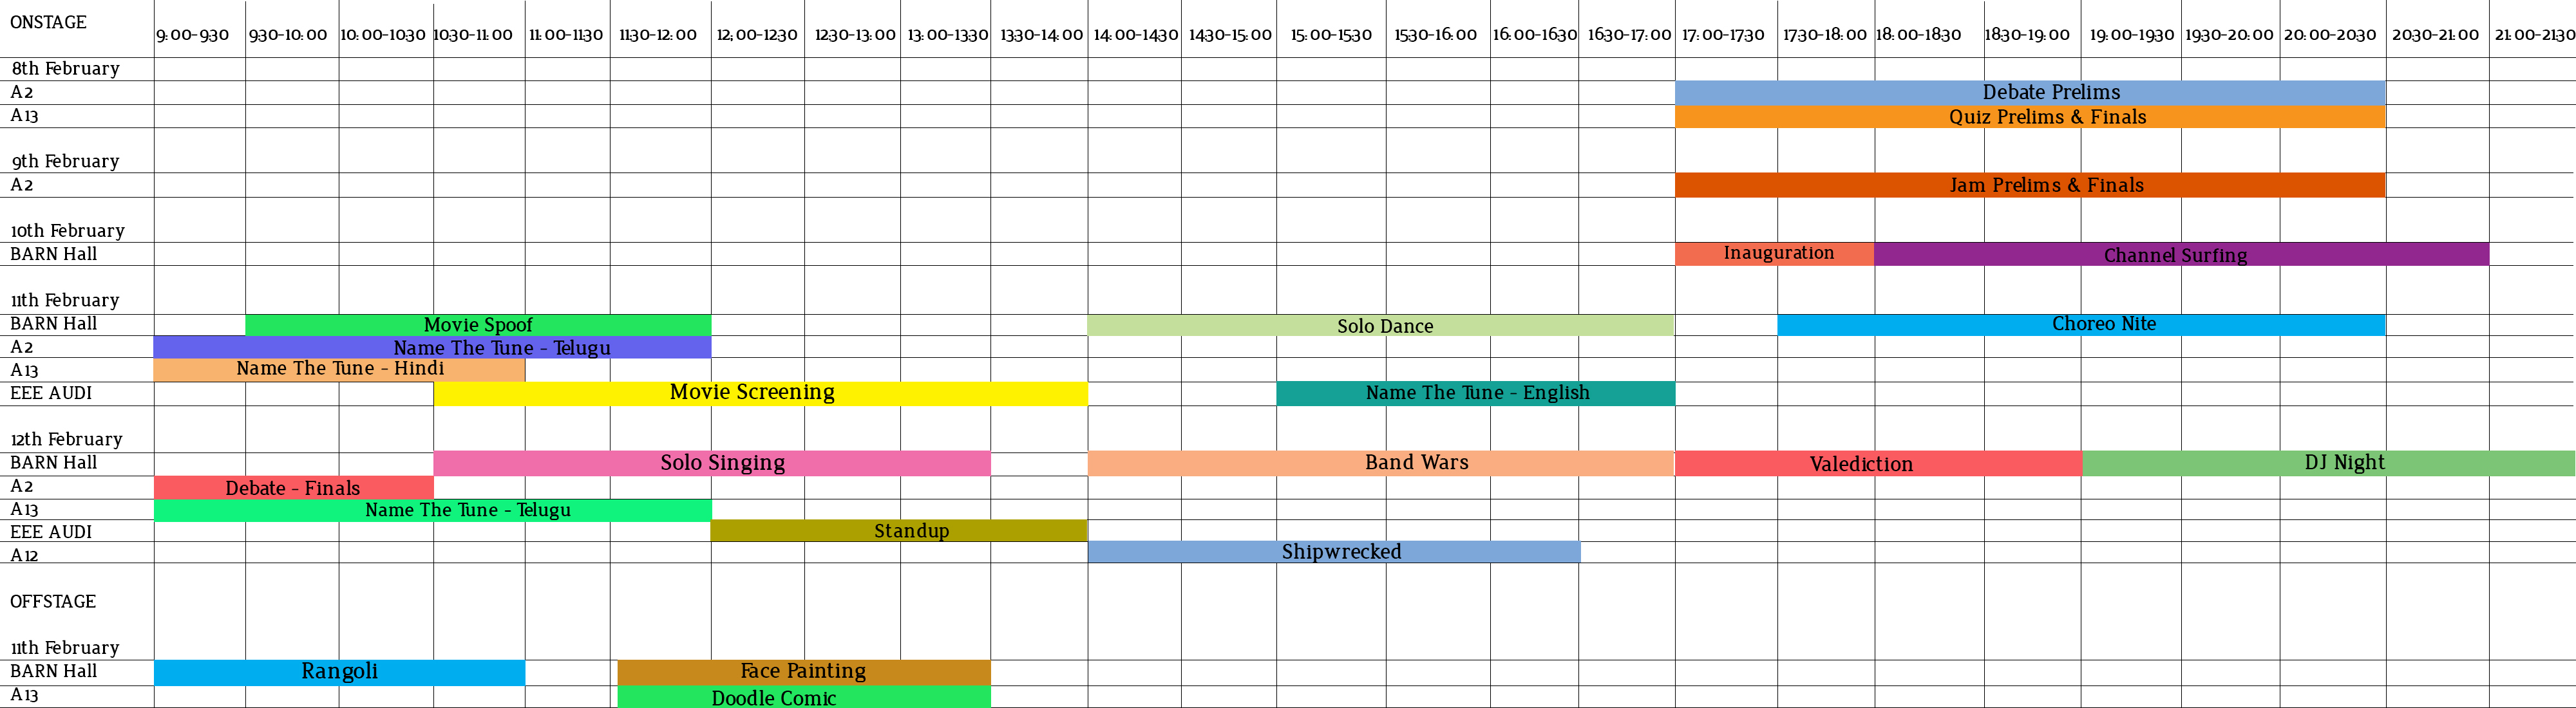 ONSTAGE 9:00-930 930-10:00 10:00-1030 1030-11:00 11:00-1130 1130-12:00 12;00-1230 1230-13:00 13:00-1330 1330-14:00 14:00-1430 1430-15:00 15:00-1530 1530-16:00 16:00-1630 1630-17:00 17:00-1730 1730-18:00 18:00-1830 1830-19:00 19:00-1930 1930-20:00 20:00-2030 2030-21:00 21:00-2130
8th February
A2 Debate Prelims
A13 Quiz Prelims & Finals
9th February
A2 Jam Prelims & Finals
10th February
BARN Hall Inauguration Channel Surfing
11th February
BARN Hall Movie Spoof Solo Dance Choreo Nite
A2 Name The Tune - Telugu
A13 Name The Tune - Hindi
EEE AUDI Movie Screening Name The Tune - English
12th February
BARN Hall Solo Singing Band Wars Valediction DJ Night
A2 Debate - Finals
A13 Name The Tune - Telugu
EEE AUDI Standup
A12 Shipwrecked
OFFSTAGE
11th February
BARN Hall Rangoli Face Painting
A13 Doodle Comic